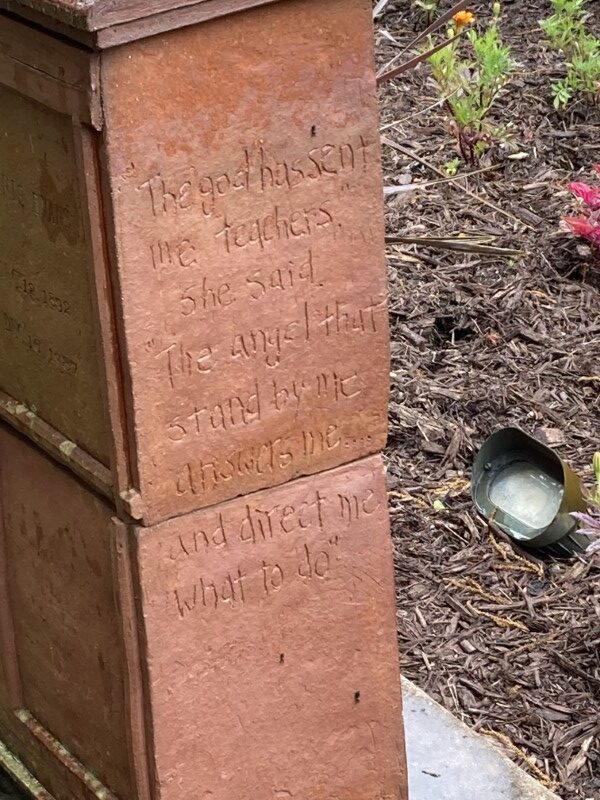 "The god has sent
me teachers,"
she said.
"The angel that
stand by me
answers me....
and direct me
what to do"